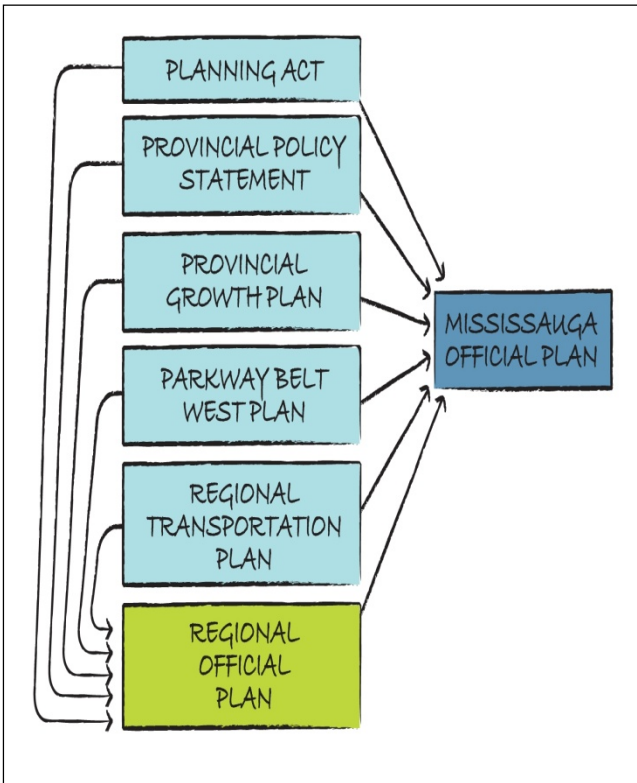 PLANNING ACT
PROVINCIAL POLICY
STATEMENT
PROVINCIAL
GROWTH PLAN
MISSISSAUGA
OFFICIAL PLAN
PARKWAY BELT
WEST PLAN
REGIONAL
TRANSPORTATION
PLAN
REGIONAL
OFFICIAL
PLAN